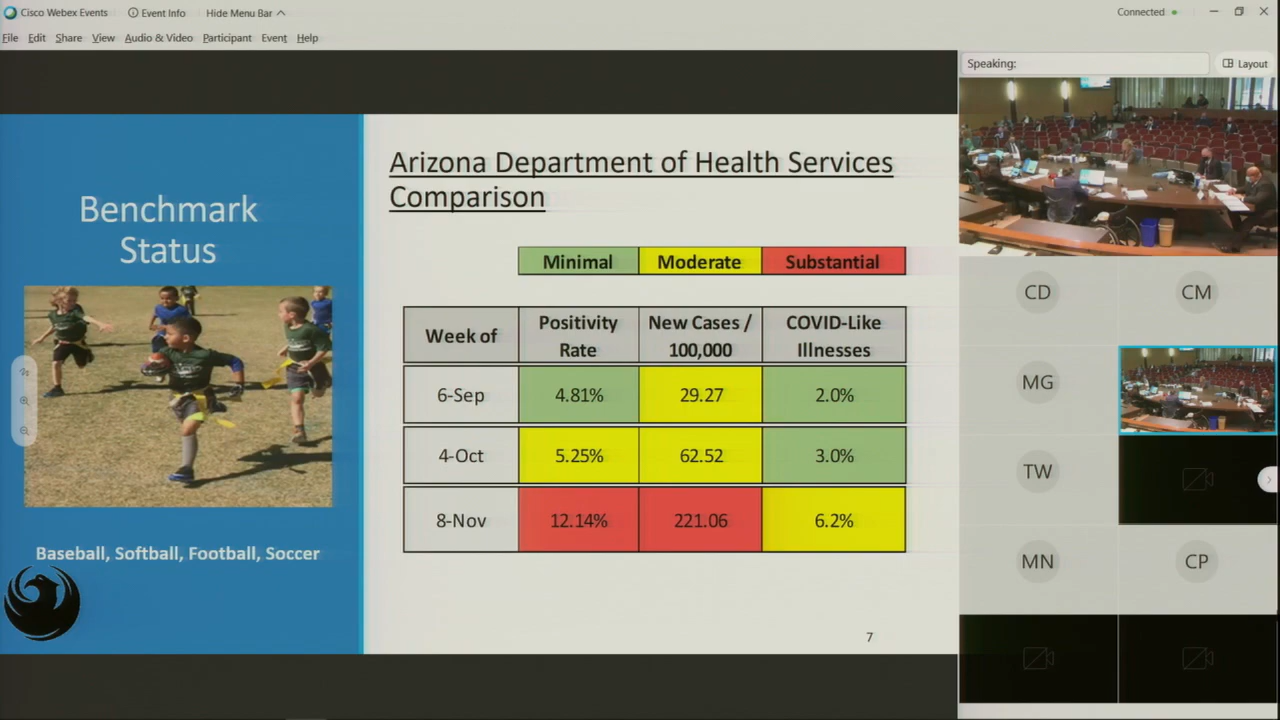 Cisco Webex Events
Event Info
Hide Menu Bar
Connected
File Edit Share View Audio & Video Participant Event Help
Speaking:
Layout
Benchmark
Status
Baseball, Softball, Football, Soccer
Arizona Department of Health Services
Comparison
Minimal Moderate Substantial
Week of Positivity Rate New Cases / 100,000 COVID-Like Illnesses
6-Sep 4.81% 29.27 2.0%
4-Oct 5.25% 62.52 3.0%
8-Nov 12.14% 221.06 6.2%
7
CD
CM
MG
TW
MN
CP